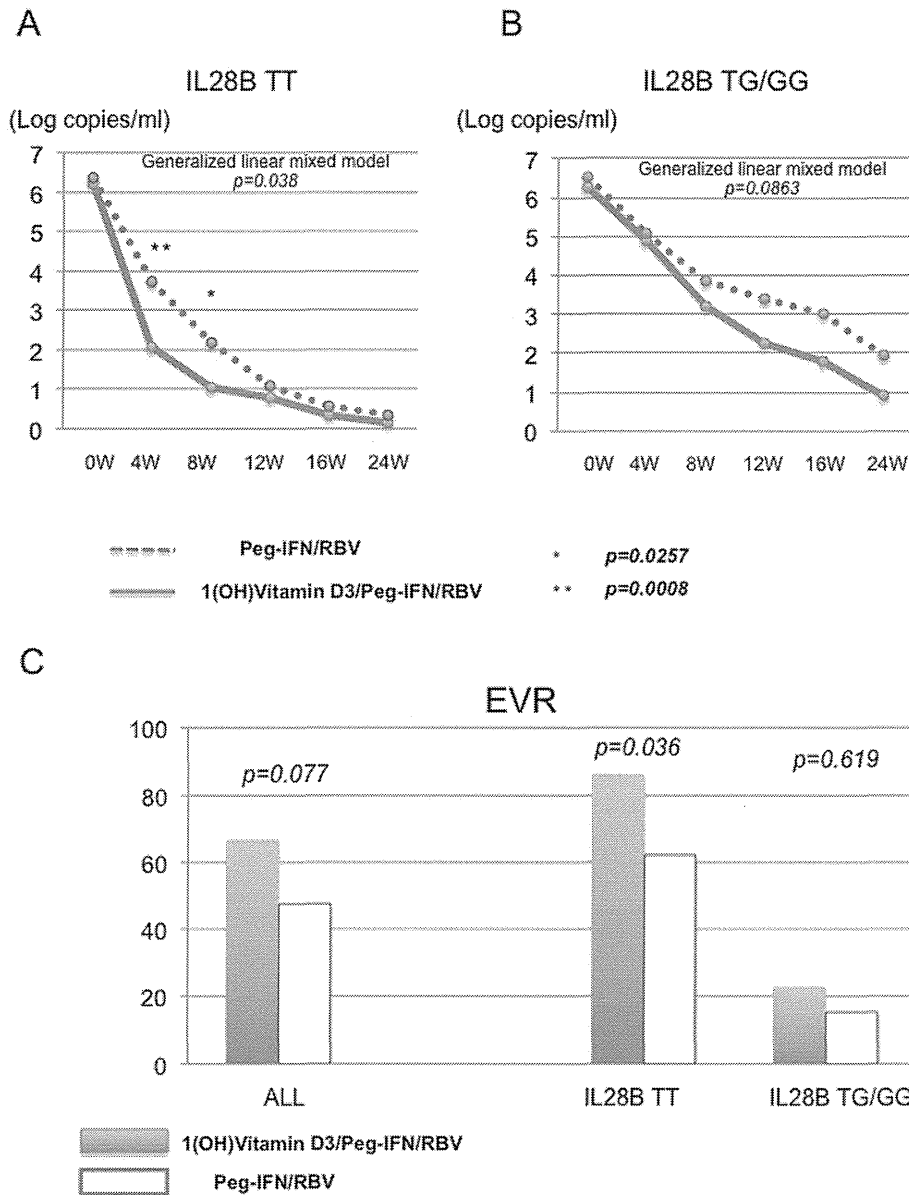 A
IL28B TT
(Log copies/ml)
Generalized linear mixed model
p=0.038
7
6
5
4
3
2
1
0
**
*
0W 4W 8W 12W 16W 24W
B
IL28B TG/GG
(Log copies/ml)
Generalized linear mixed model
p=0.0863
7
6
5
4
3
2
1
0
0W 4W 8W 12W 16W 24W
Peg-IFN/RBV
1(OH)Vitamin D3/Peg-IFN/RBV
* p=0.0257
** p=0.0008
C
EVR
100
80
60
40
20
0
p=0.077
p=0.036
p=0.619
ALL
IL28B TT
IL28B TG/GG
1(OH)Vitamin D3/Peg-IFN/RBV
Peg-IFN/RBV